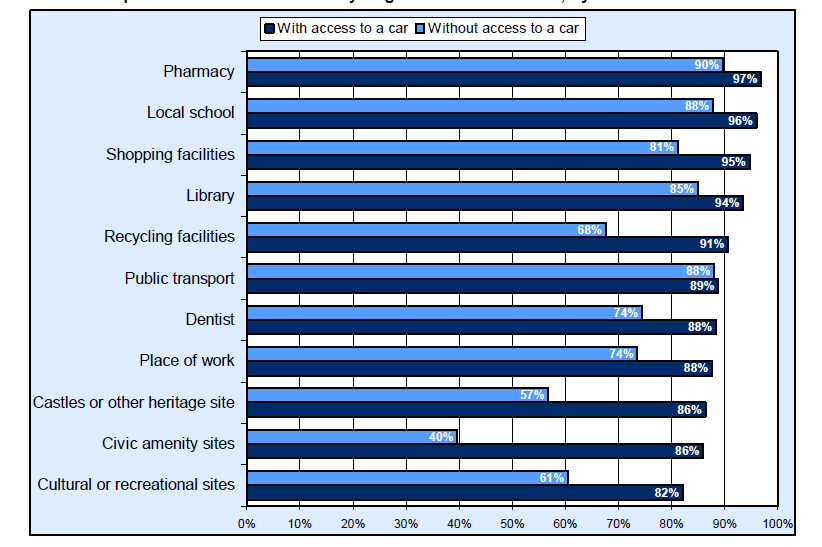 With access to a car Without access to a car
Pharmacy
90%
97%
Local school
88%
96%
Shopping facilities
81%
95%
Library
85%
94%
Recycling facilities
68%
91%
Public transport
88%
89%
Dentist
74%
88%
Place of work
74%
88%
Castles or other heritage site
57%
86%
Civic amenity sites
40%
86%
Cultural or recreational sites
61%
82%
0% 10% 20% 30% 40% 50% 60% 70% 80% 90% 100%